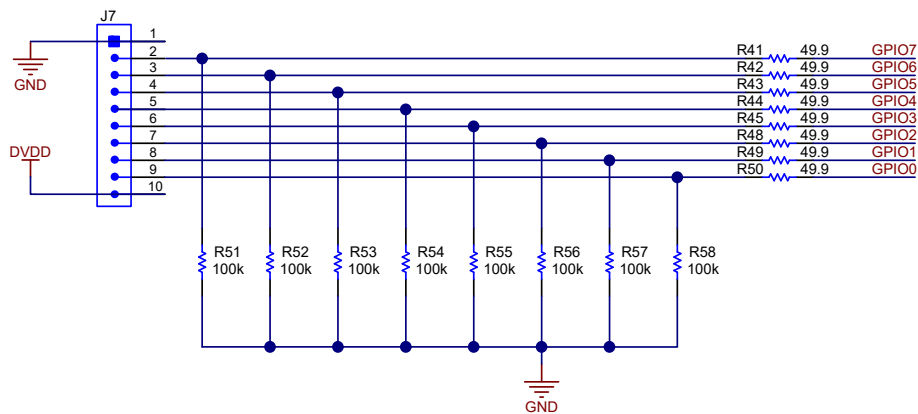 J7
1
2 R41 49.9 GPIO7
3 R42 49.9 GPIO6
4 R43 49.9 GPIO5
5 R44 49.9 GPIO4
6 R45 49.9 GPIO3
7 R48 49.9 GPIO2
8 R49 49.9 GPIO1
9 R50 49.9 GPIO0
10
GND
DVDD
R51 R52 R53 R54 R55 R56 R57 R58
100k 100k 100k 100k 100k 100k 100k 100k
GND